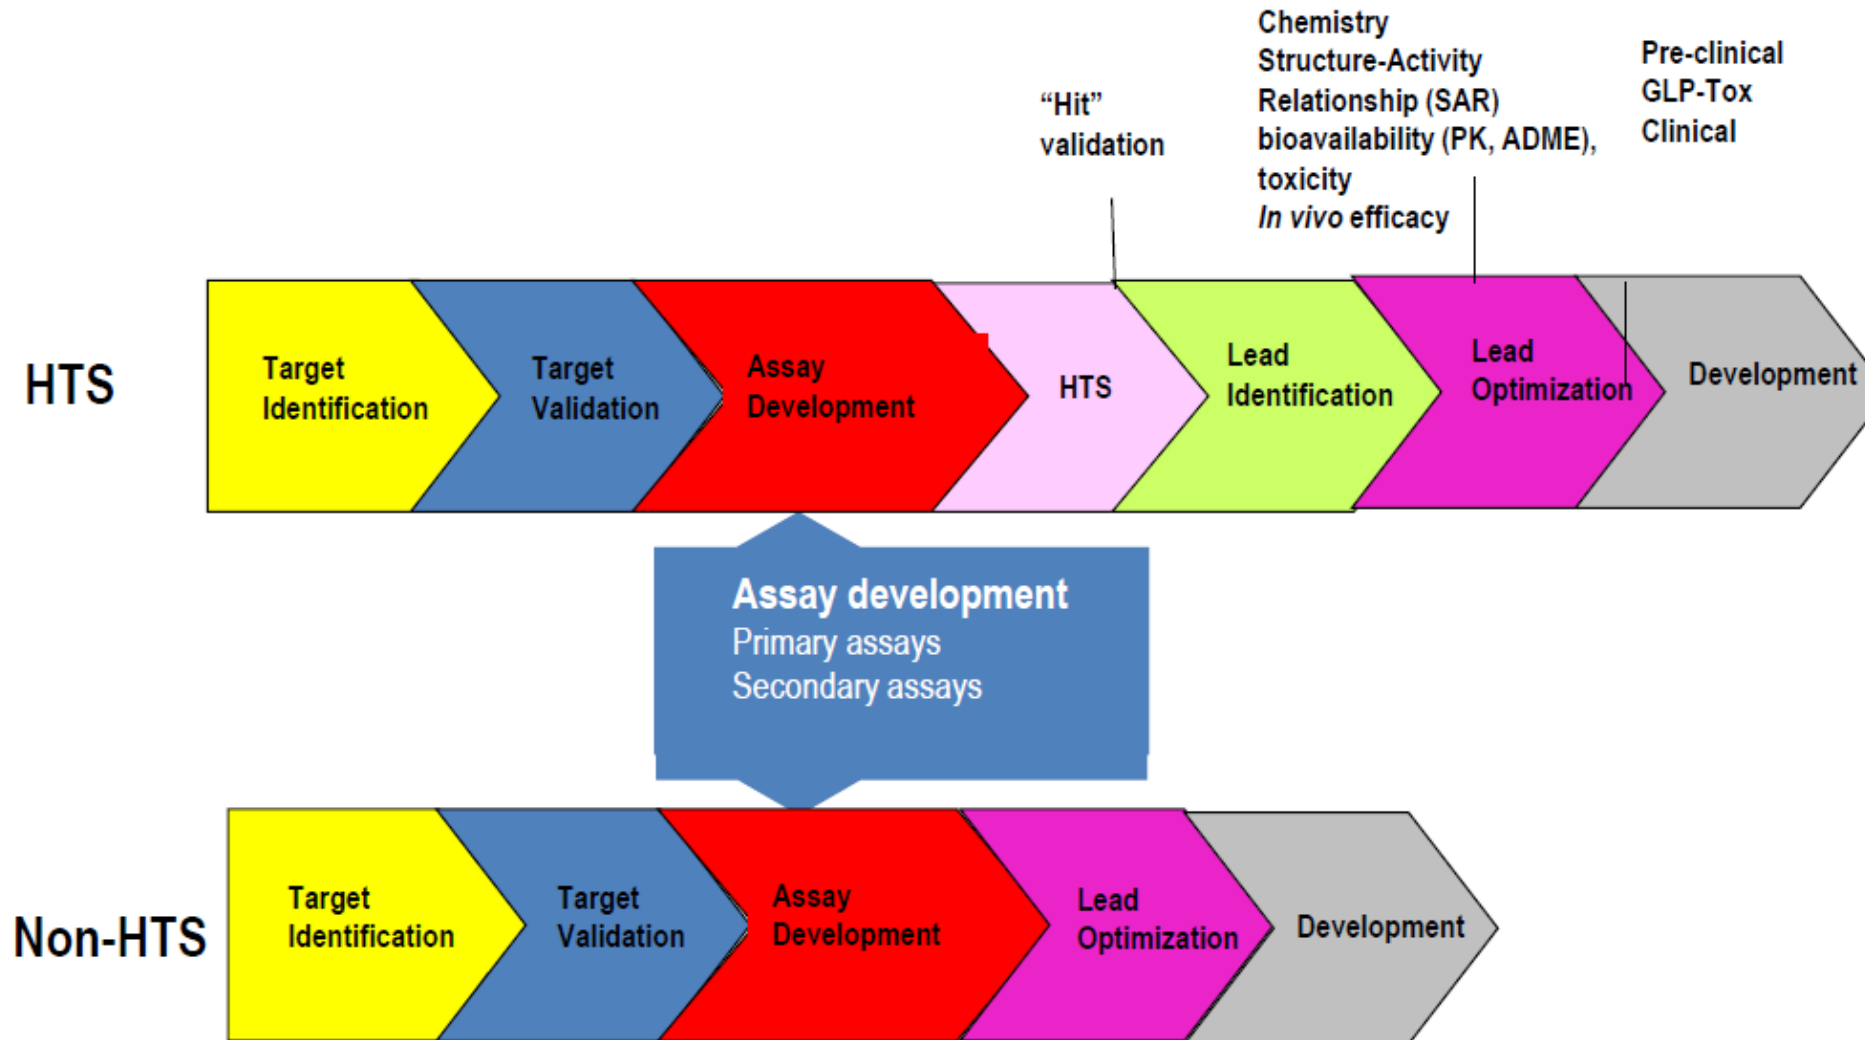 Chemistry
Structure-Activity
Relationship (SAR)
bioavailability (PK, ADME),
toxicity
In vivo efficacy
Pre-clinical
GLP-Tox
Clinical
“Hit”
validation
HTS
Target
Identification
Target
Validation
Assay
Development
HTS
Lead
Identification
Lead
Optimization
Development
Assay development
Primary assays
Secondary assays
Non-HTS
Target
Identification
Target
Validation
Assay
Development
Lead
Optimization
Development